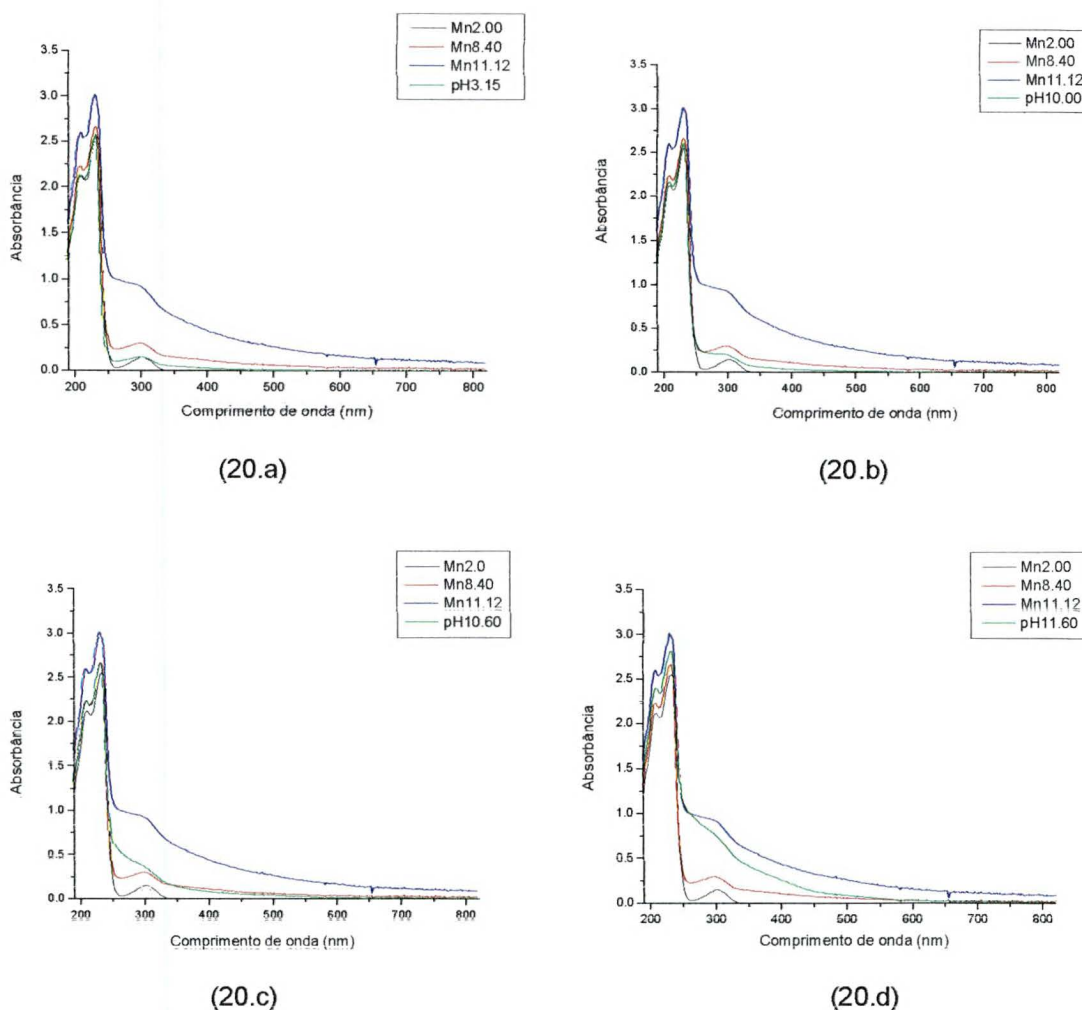 Mn2.00
Mn8.40
Mn11.12
pH3.15
3.5
3.0
2.5
2.0
1.5
1.0
0.5
0.0
Absorbância
200 300 400 500 600 700 800
Comprimento de onda (nm)
(20.a)
Mn2.00
Mn8.40
Mn11.12
pH10.00
3.5
3.0
2.5
2.0
1.5
1.0
0.5
0.0
Absorbância
200 300 400 500 600 700 800
Comprimento de onda (nm)
(20.b)
Mn2.0
Mn8.40
Mn11.12
pH10.60
3.5
3.0
2.5
2.0
1.5
1.0
0.5
0.0
Absorbância
200 300 400 500 600 700 800
Comprimento de onda (nm)
(20.c)
Mn2.00
Mn8.40
Mn11.12
pH11.60
3.5
3.0
2.5
2.0
1.5
1.0
0.5
0.0
Absorbância
200 300 400 500 600 700 800
Comprimento de onda (nm)
(20.d)